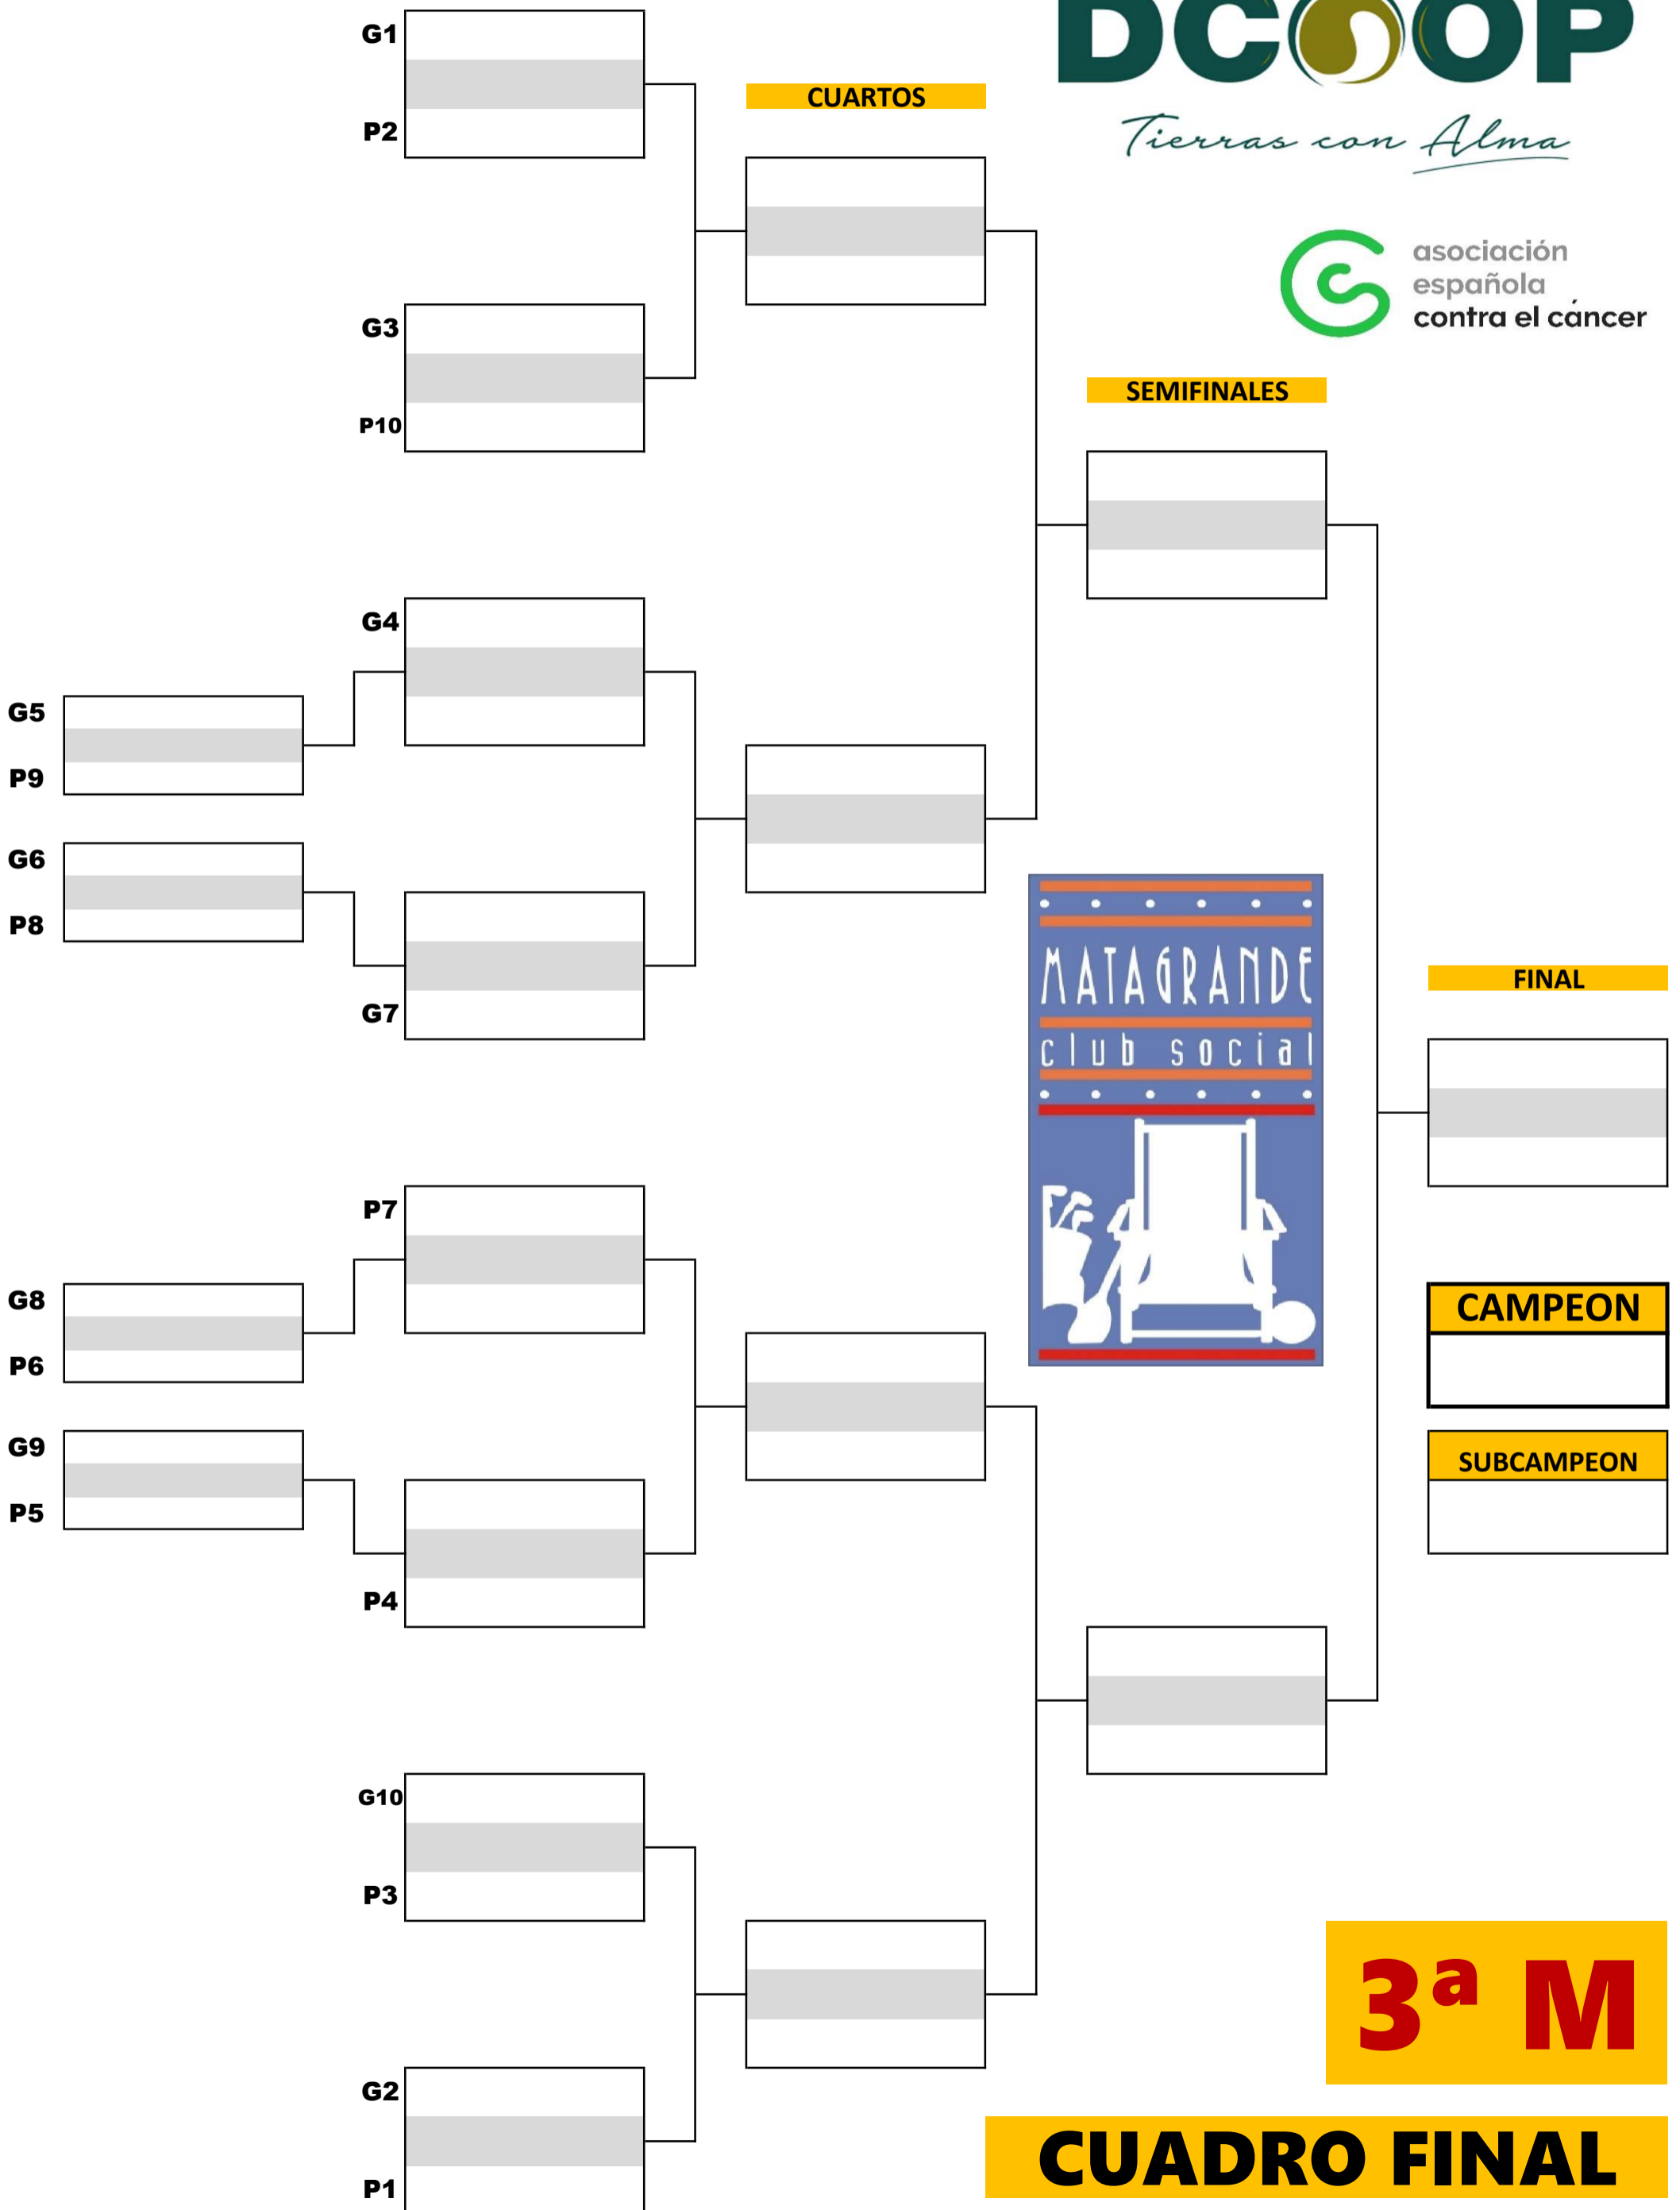 DCOOP
Tierras con Alma
asociación
española
contra el cáncer
G1
P2
CUARTOS
G3
P10
SEMIFINALES
G4
G5
P9
G6
P8
G7
MATAGRANDE
club social
FINAL
P7
G8
P6
G9
P5
P4
CAMPEON
SUBCAMPEON
G10
P3
G2
P1
3ª M
CUADRO FINAL